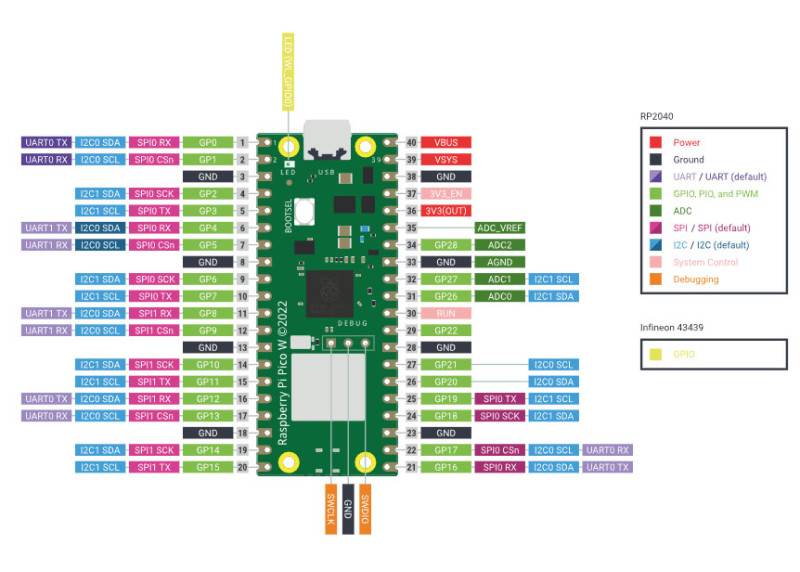 LED (WL_GPIO0)
UART0 TX I2C0 SDA SPI0 RX GP0 1
UART0 RX I2C0 SCL SPI0 CSn GP1 2
GND 3
I2C1 SDA SPI0 SCK GP2 4
I2C1 SCL SPI0 TX GP3 5
UART1 TX I2C0 SDA SPI0 RX GP4 6
UART1 RX I2C0 SCL SPI0 CSn GP5 7
GND 8
I2C1 SDA SPI0 SCK GP6 9
I2C1 SCL SPI0 TX GP7 10
UART1 TX I2C0 SDA SPI1 RX GP8 11
UART1 RX I2C0 SCL SPI1 CSn GP9 12
GND 13
I2C1 SDA SPI1 SCK GP10 14
I2C1 SCL SPI1 TX GP11 15
UART0 TX I2C0 SDA SPI1 RX GP12 16
UART0 RX I2C0 SCL SPI1 CSn GP13 17
GND 18
I2C1 SDA SPI1 SCK GP14 19
I2C1 SCL SPI1 TX GP15 20
1
2
39
LED
USB
BOOTSEL
DEBUG
Raspberry Pi Pico W ©2022
40 VBUS
39 VSYS
38 GND
37 3V3_EN
36 3V3(OUT)
35 ADC_VREF
34 GP28 ADC2
33 GND AGND
32 GP27 ADC1 I2C1 SCL
31 GP26 ADC0 I2C1 SDA
30 RUN
29 GP22
28 GND
27 GP21 I2C0 SCL
26 GP20 I2C0 SDA
25 GP19 SPI0 TX I2C1 SCL
24 GP18 SPI0 SCK I2C1 SDA
23 GND
22 GP17 SPI0 CSn I2C0 SCL UART0 RX
21 GP16 SPI0 RX I2C0 SDA UART0 TX
SWCLK
GND
SWDIO
RP2040
Power
Ground
UART / UART (default)
GPIO, PIO, and PWM
ADC
SPI / SPI (default)
I2C / I2C (default)
System Control
Debugging
Infineon 43439
GPIO